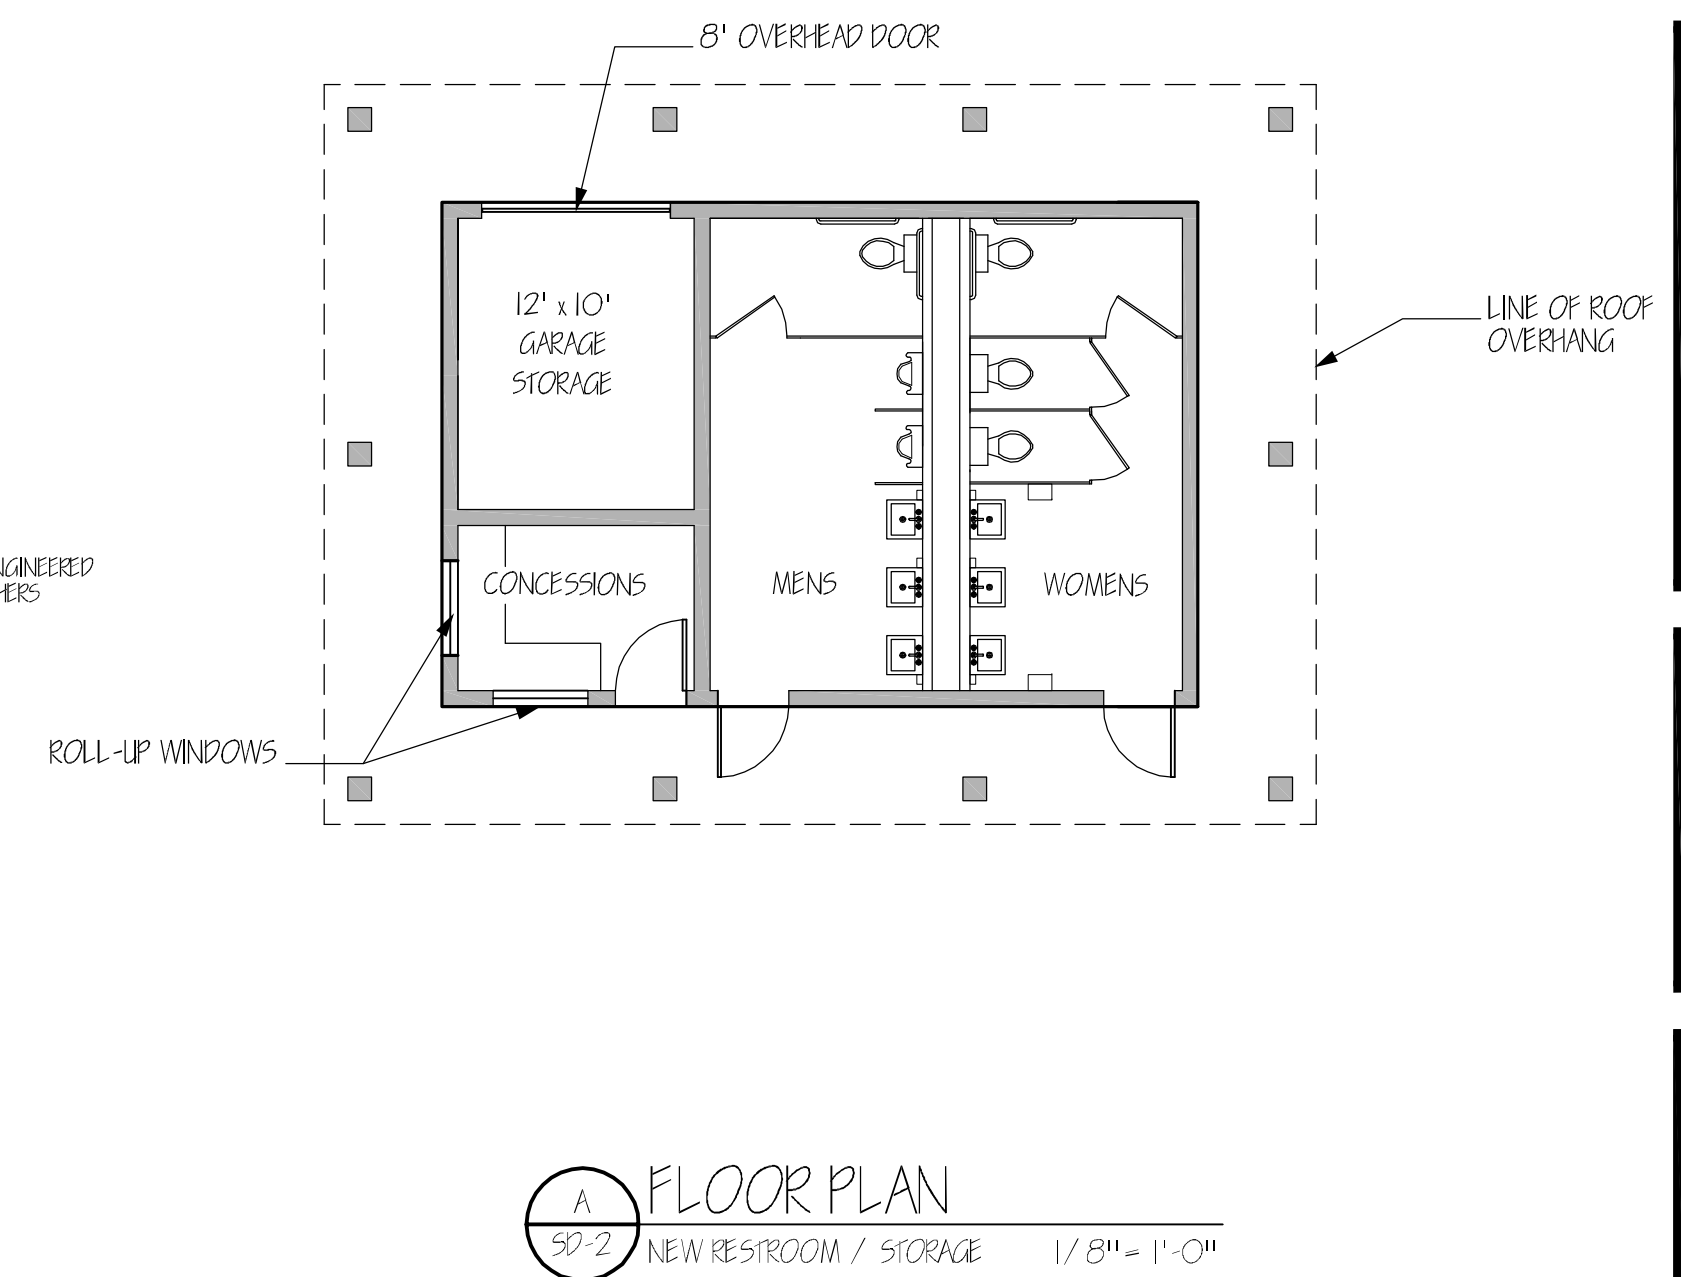 8' OVERHEAD DOOR
LINE OF ROOF
OVERHANG
12' x 10'
GARAGE
STORAGE
CONCESSIONS
MENS
WOMENS
ROLL-UP WINDOWS
A
SD-2
FLOOR PLAN
NEW RESTROOM / STORAGE 1/8" = 1'-0"